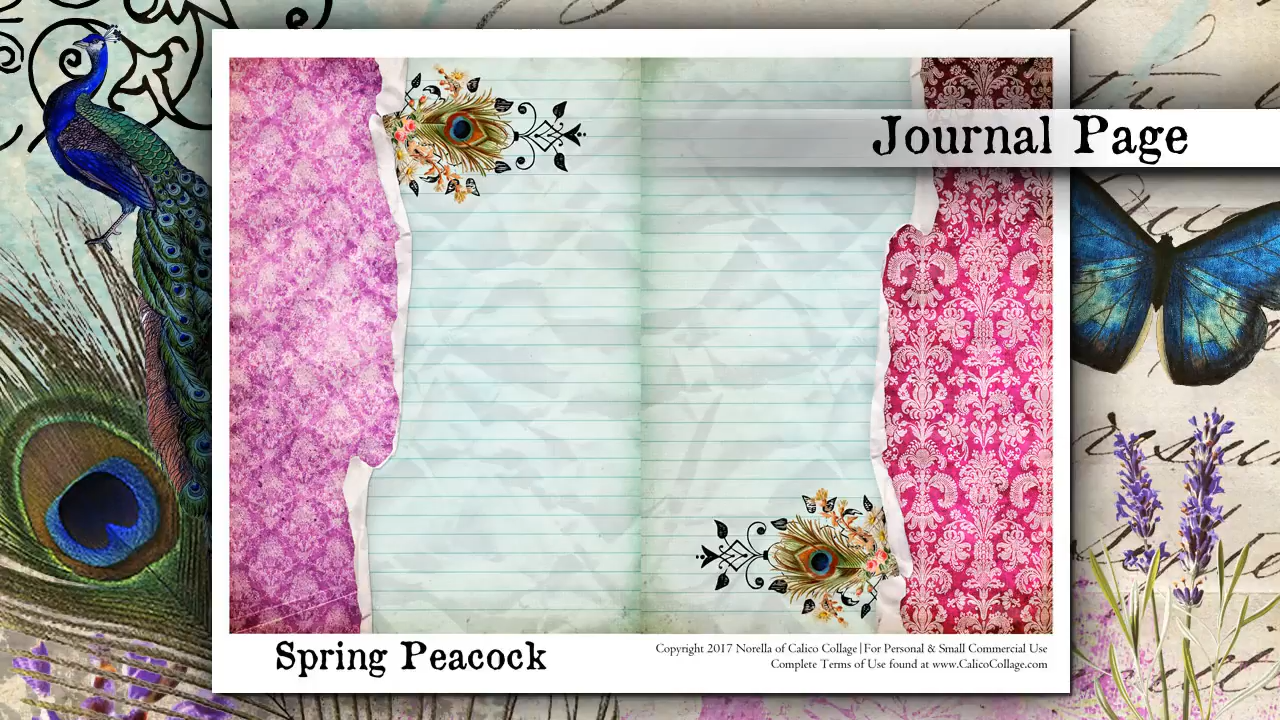 Journal Page
Spring Peacock
Copyright 2017 Norella of Calico Collage|For Personal & Small Commercial Use
Complete Terms of Use found at www.CalicoCollage.com